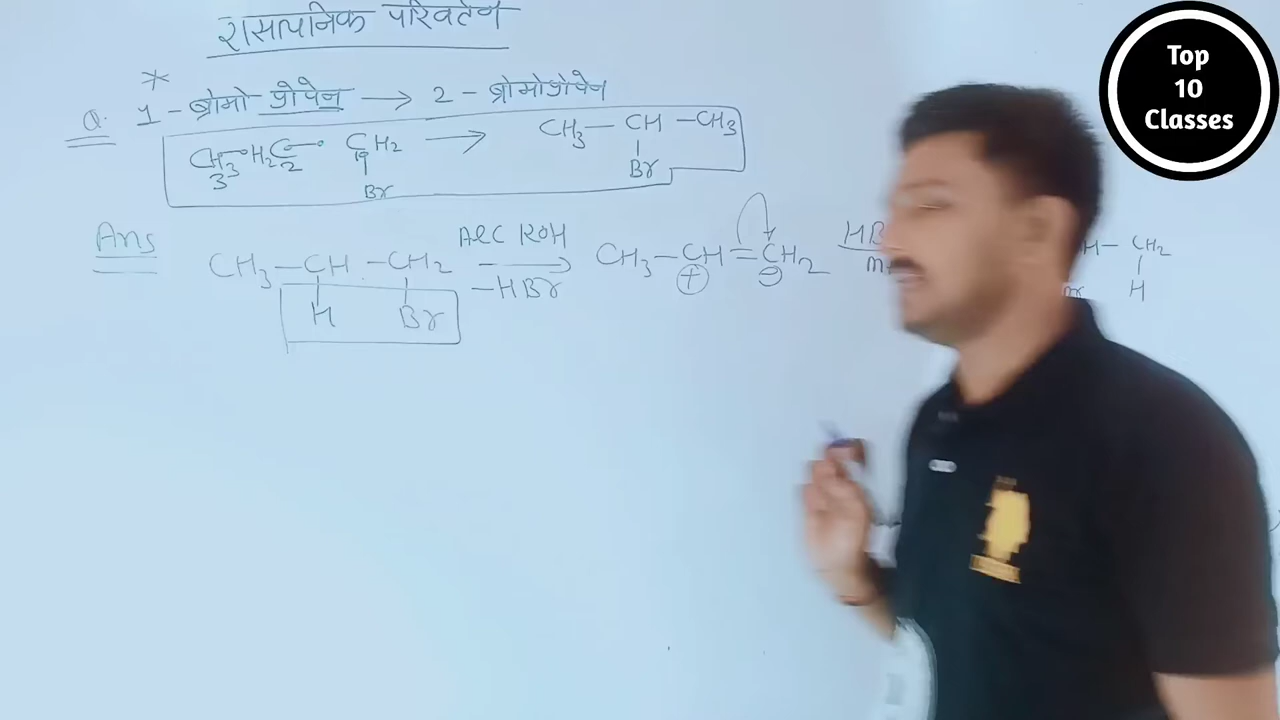 Top
10
Classes
रासायनिक परिवर्तन
*
Q. 1 - ब्रोमो प्रोपेन → 2 - ब्रोमोप्रोपेन
CH3 H2C CH2 → CH3 — CH — CH3
Br Br
Ans CH3 — CH — CH2 Alc KOH → CH3 — CH = CH2 CH2
-HBr ⊕ ⊖
H Br H